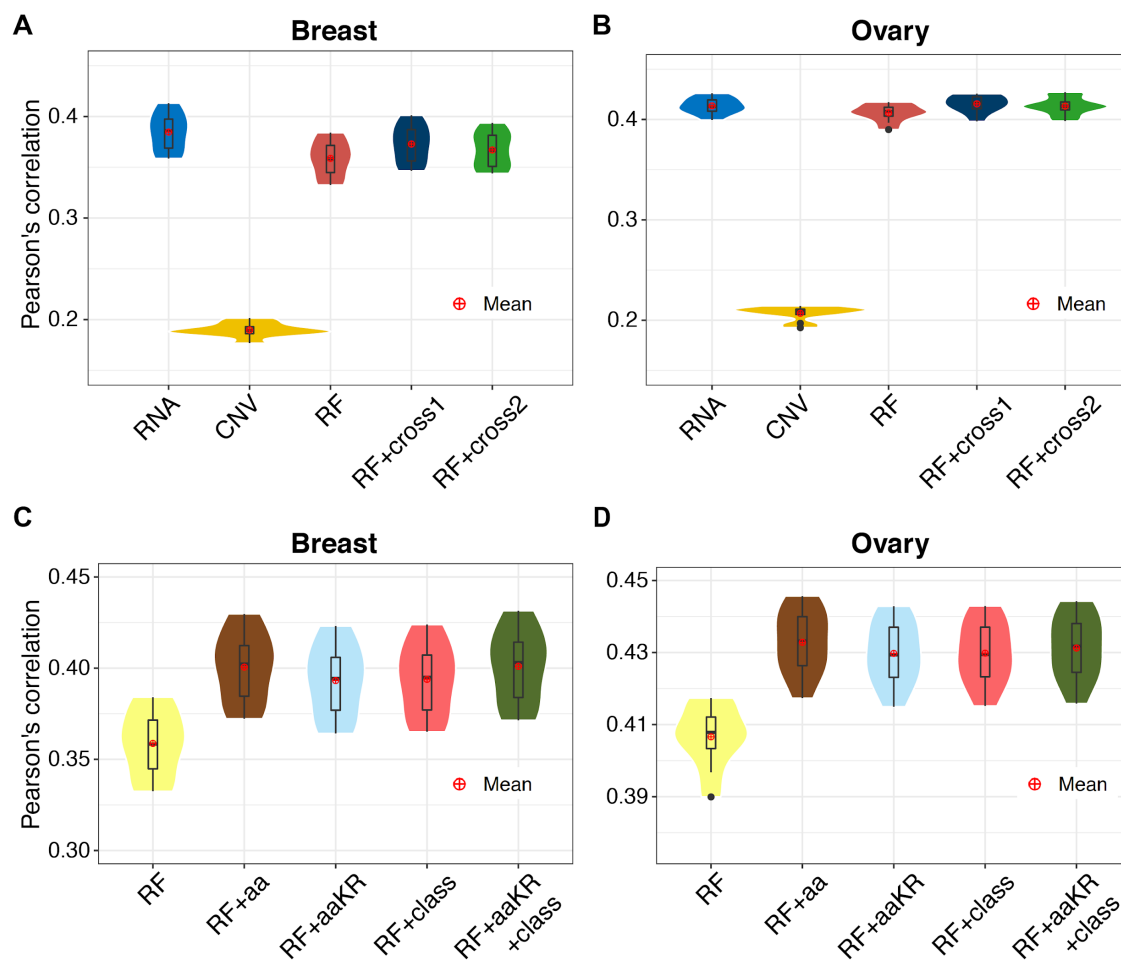 A
Breast
Pearson's correlation
0.4
0.3
0.2
Mean
RNA
CNV
RF
RF+cross1
RF+cross2
B
Ovary
0.4
0.3
0.2
Mean
RNA
CNV
RF
RF+cross1
RF+cross2
C
Breast
Pearson's correlation
0.45
0.40
0.35
0.30
Mean
RF
RF+aa
RF+aaKR
RF+class
RF+aaKR
+class
D
Ovary
0.45
0.43
0.41
0.39
Mean
RF
RF+aa
RF+aaKR
RF+class
RF+aaKR
+class